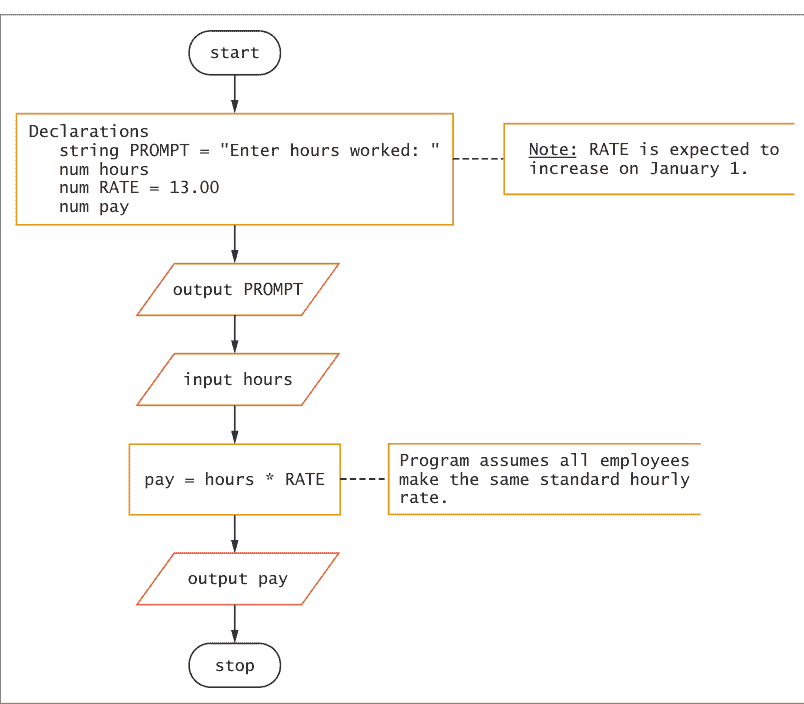 start
Declarations
string PROMPT = "Enter hours worked: "
num hours
num RATE = 13.00
num pay
Note: RATE is expected to
increase on January 1.
output PROMPT
input hours
pay = hours * RATE
Program assumes all employees
make the same standard hourly
rate.
output pay
stop